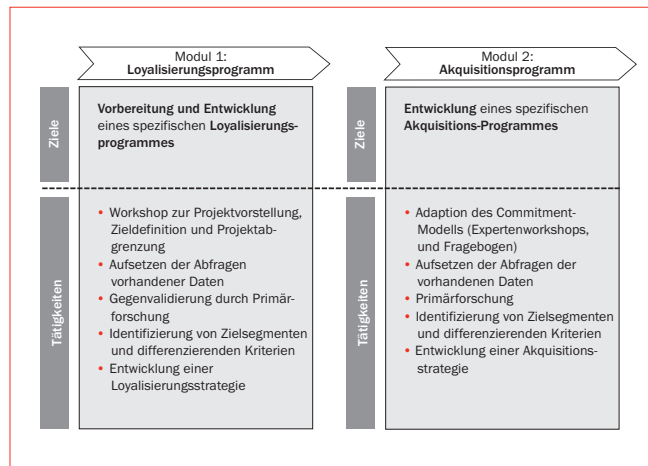 Modul 1:
Loyalisierungsprogramm
Ziele
Vorbereitung und Entwicklung
eines spezifischen Loyalisierungs-
programmes
Tätigkeiten
• Workshop zur Projektvorstellung,
Zieldefinition und Projektab-
grenzung
• Aufsetzen der Abfragen
vorhandener Daten
• Gegenvalidierung durch Primär-
forschung
• Identifizierung von Zielsegmenten
und differenzierenden Kriterien
• Entwicklung einer
Loyalisierungsstrategie
Modul 2:
Akquisitionsprogramm
Ziele
Entwicklung eines spezifischen
Akquisitions-Programmes
Tätigkeiten
• Adaption des Commitment-
Modells (Expertenworkshops,
und Fragebogen)
• Aufsetzen der Abfragen der
vorhandenen Daten
• Primärforschung
• Identifizierung von Zielsegmenten
und differenzierenden Kriterien
• Entwicklung einer Akquisitions-
strategie